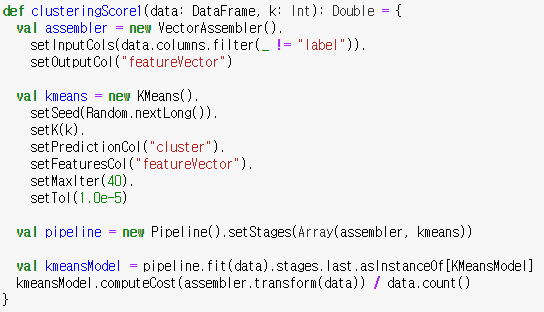 def clusteringScore1(data: DataFrame, k: Int): Double = {
  val assembler = new VectorAssembler().
    setInputCols(data.columns.filter(_ != "label")).
    setOutputCol("featureVector")

  val kmeans = new KMeans().
    setSeed(Random.nextLong()).
    setK(k).
    setPredictionCol("cluster").
    setFeaturesCol("featureVector").
    setMaxIter(40).
    setTol(1.0e-5)

  val pipeline = new Pipeline().setStages(Array(assembler, kmeans))

  val kmeansModel = pipeline.fit(data).stages.last.asInstanceOf[KMeansModel]
  kmeansModel.computeCost(assembler.transform(data)) / data.count()
}